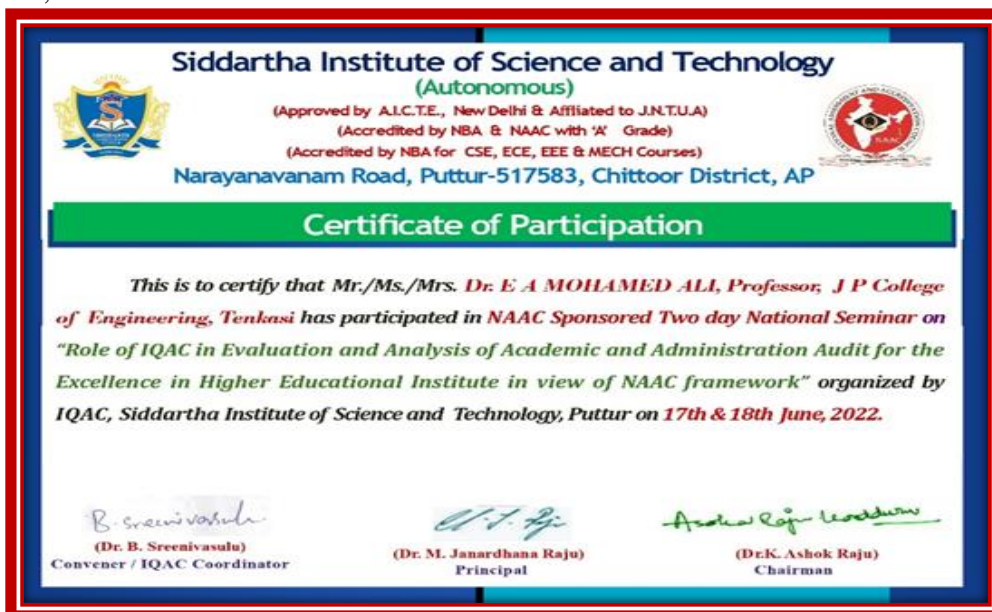 Siddartha Institute of Science and Technology
(Autonomous)
(Approved by A.I.C.T.E., New Delhi & Affiliated to J.N.T.U.A)
(Accredited by NBA & NAAC with 'A' Grade)
(Accredited by NBA for CSE, ECE, EEE & MECH Courses)
Narayanavanam Road, Puttur-517583, Chittoor District, AP
NAAC
Certificate of Participation
This is to certify that Mr./Ms./Mrs. Dr. E A MOHAMED ALI, Professor, J P College
of Engineering, Tenkasi has participated in NAAC Sponsored Two day National Seminar on
"Role of IQAC in Evaluation and Analysis of Academic and Administration Audit for the
Excellence in Higher Educational Institute in view of NAAC framework" organized by
IQAC, Siddartha Institute of Science and Technology, Puttur on 17th & 18th June, 2022.
B. Sreenivasulu
(Dr. B. Sreenivasulu)
Convener / IQAC Coordinator
(Dr. M. Janardhana Raju)
Principal
(Dr.K. Ashok Raju)
Chairman